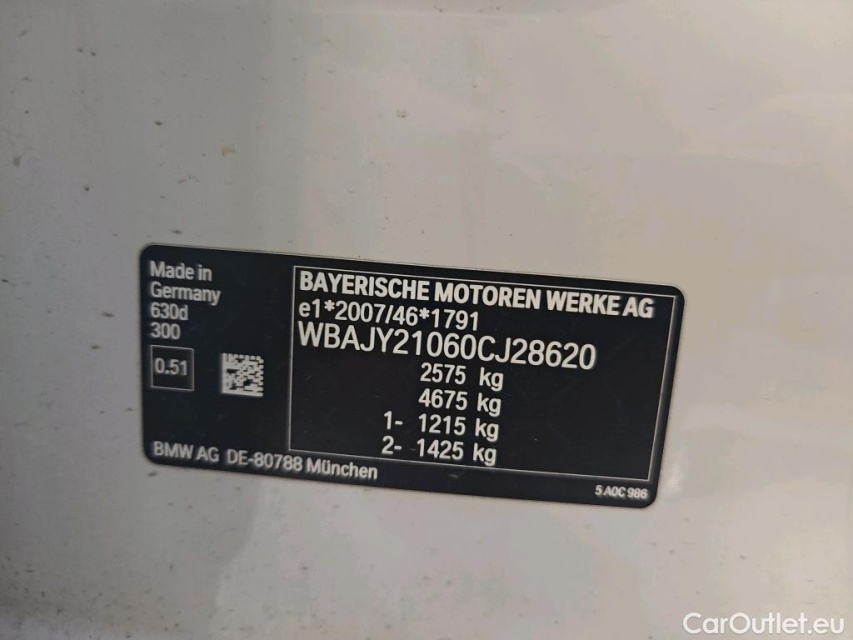 Made in
Germany
630d
300
0.51
BAYERISCHE MOTOREN WERKE AG
e1*2007/46*1791
WBAJY21060CJ28620
2575 kg
4675 kg
1- 1215 kg
2- 1425 kg
BMW AG DE-80788 München
5 A0C 986
CarOutlet.eu